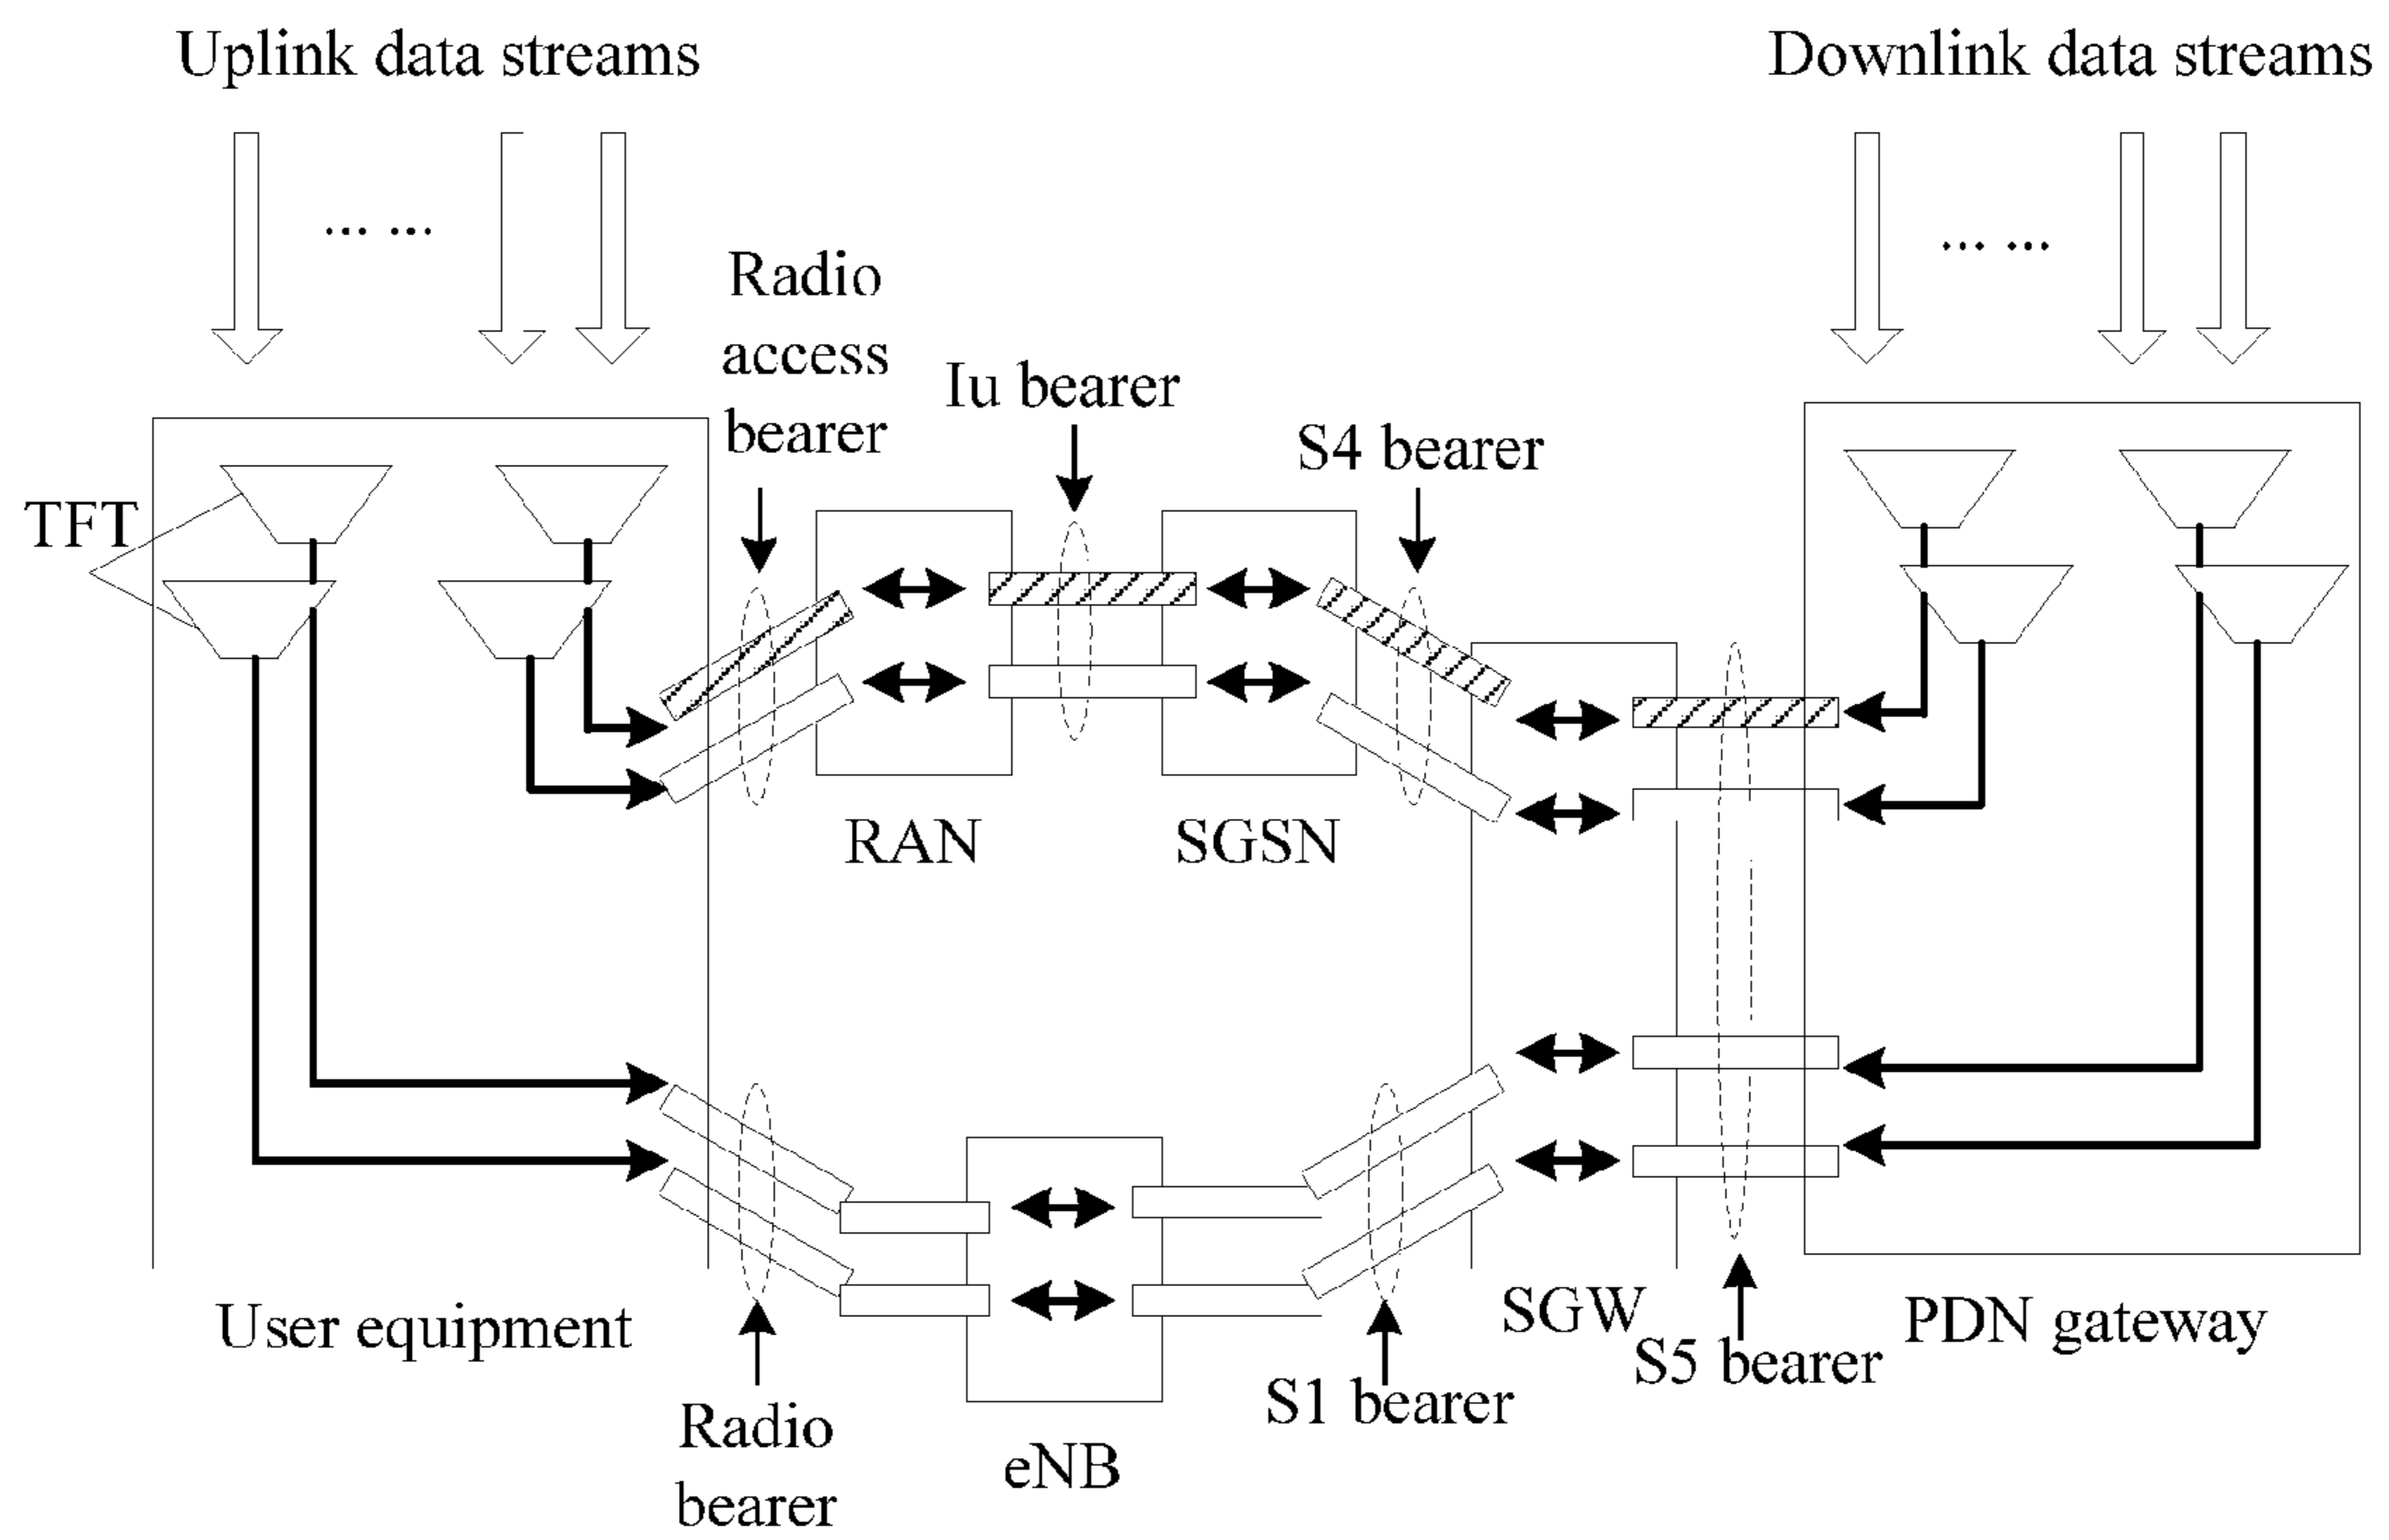 Uplink data streams
Downlink data streams
... ...
... ...
Radio
access
bearer
Iu bearer
S4 bearer
TFT
RAN
SGSN
User equipment
SGW
PDN gateway
S5 bearer
S1 bearer
Radio
bearer
eNB